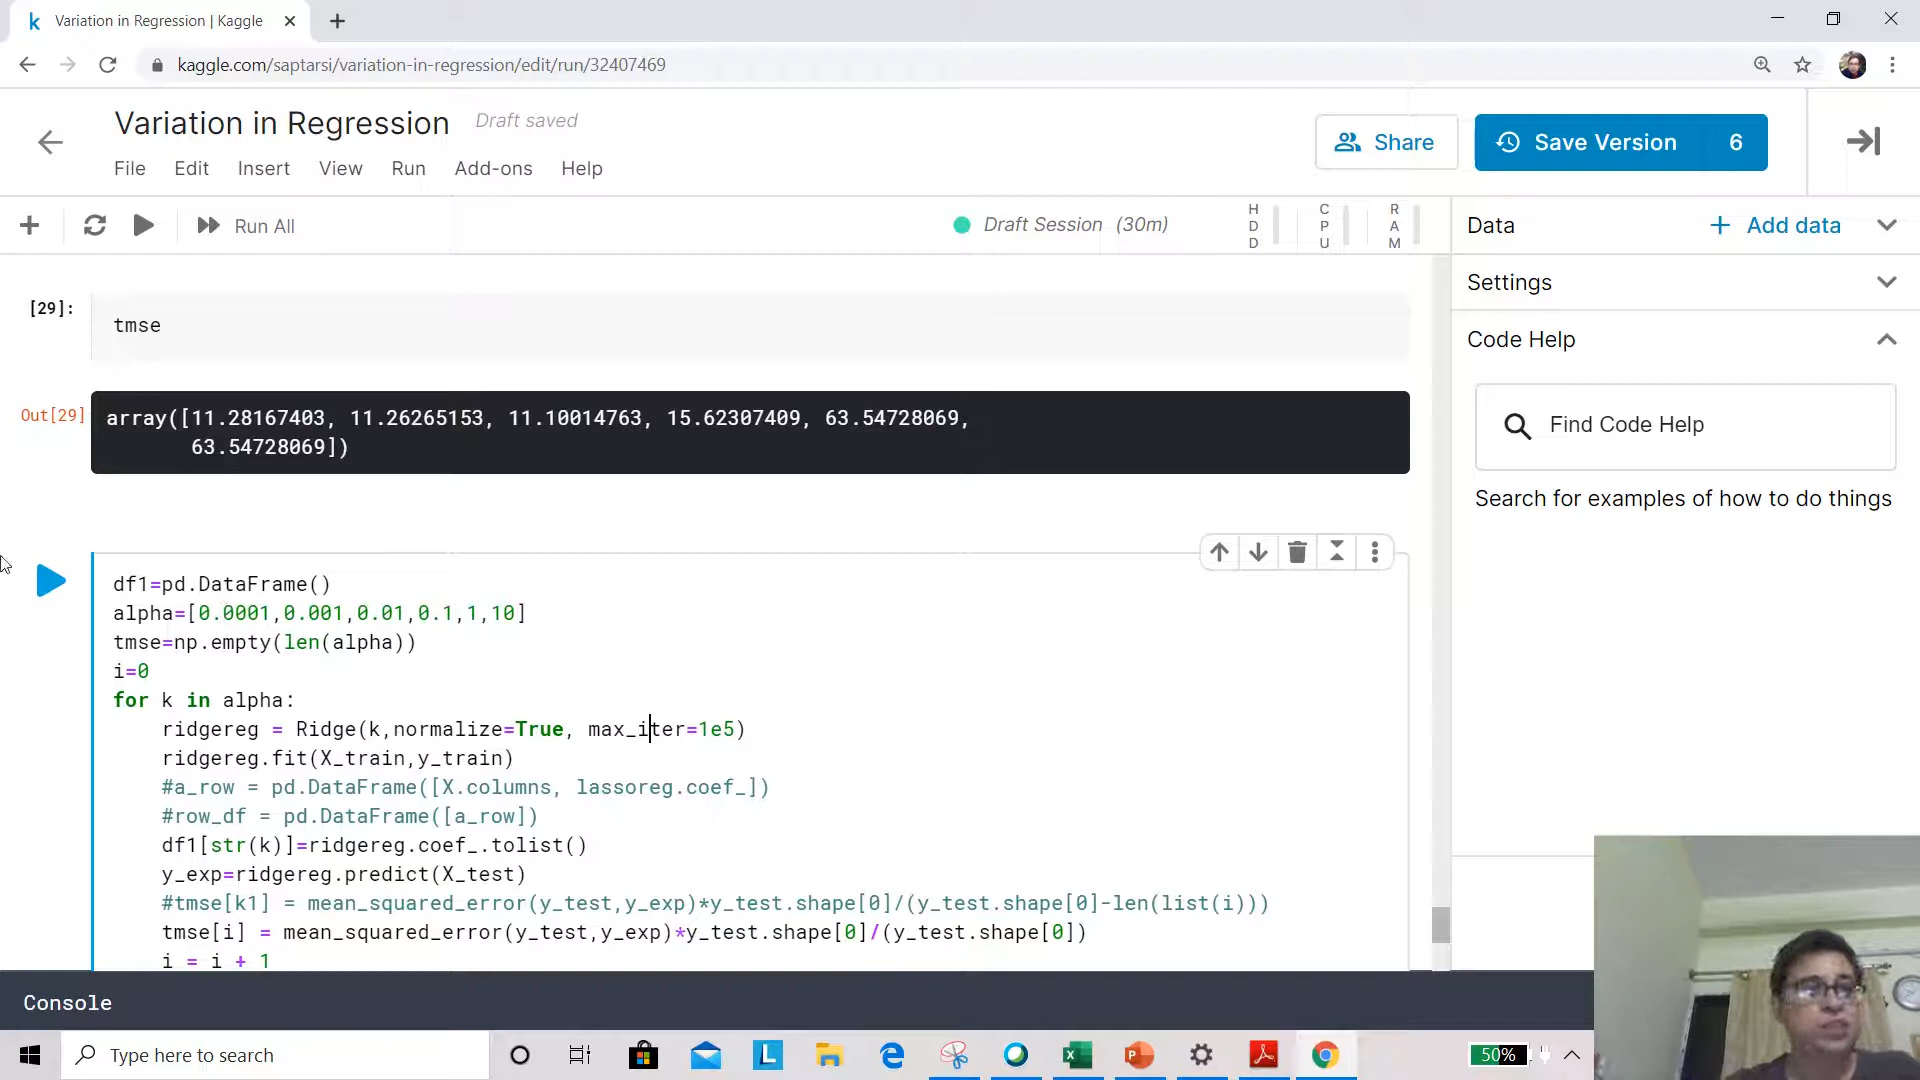 Variation in Regression | Kaggle
kaggle.com/saptarsi/variation-in-regression/edit/run/32407469
Variation in Regression
Draft saved
File Edit Insert View Run Add-ons Help
Share
Save Version 6
Run All
Draft Session (30m)
HDD
CPU
RAM
Data
Add data
Settings
Code Help
Find Code Help
Search for examples of how to do things
[29]:
tmse
Out[29]
array([11.28167403, 11.26265153, 11.10014763, 15.62307409, 63.54728069,
63.54728069])
df1=pd.DataFrame()
alpha=[0.0001,0.001,0.01,0.1,1,10]
tmse=np.empty(len(alpha))
i=0
for k in alpha:
ridgereg = Ridge(k,normalize=True, max_iter=1e5)
ridgereg.fit(X_train,y_train)
#a_row = pd.DataFrame([X.columns, lassoreg.coef_])
#row_df = pd.DataFrame([a_row])
df1[str(k)]=ridgereg.coef_.tolist()
y_exp=ridgereg.predict(X_test)
#tmse[k1] = mean_squared_error(y_test,y_exp)*y_test.shape[0]/(y_test.shape[0]-len(list(i)))
tmse[i] = mean_squared_error(y_test,y_exp)*y_test.shape[0]/(y_test.shape[0])
i = i + 1
Console
Type here to search
50%